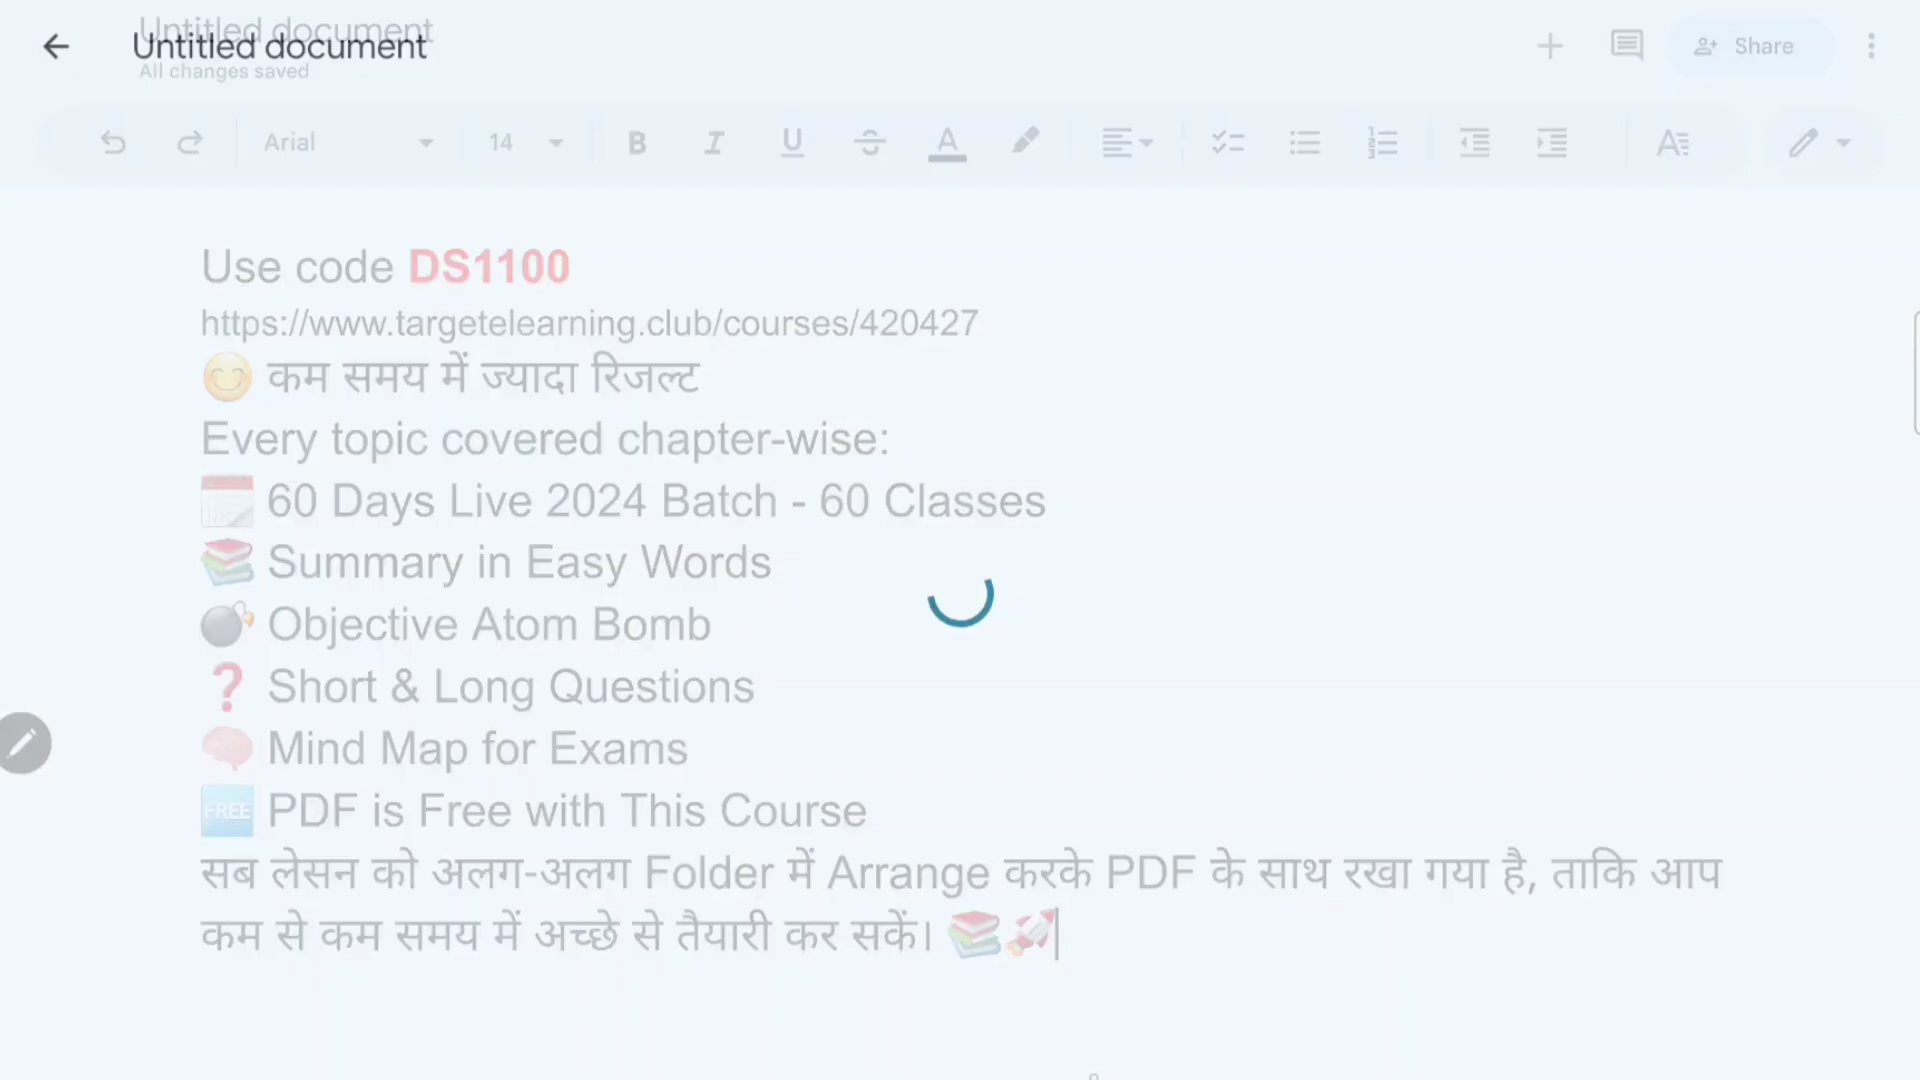 Untitled document
Untitled document
All changes saved
Share
Arial
14
Use code DS1100
https://www.targetelearning.club/courses/420427
😊 कम समय में ज्यादा रिजल्ट
Every topic covered chapter-wise:
60 Days Live 2024 Batch - 60 Classes
📚 Summary in Easy Words
💣 Objective Atom Bomb
❓ Short & Long Questions
🧠 Mind Map for Exams
🆓 PDF is Free with This Course
सब लेसन को अलग-अलग Folder में Arrange करके PDF के साथ रखा गया है, ताकि आप
कम से कम समय में अच्छे से तैयारी कर सकें। 📚🚀